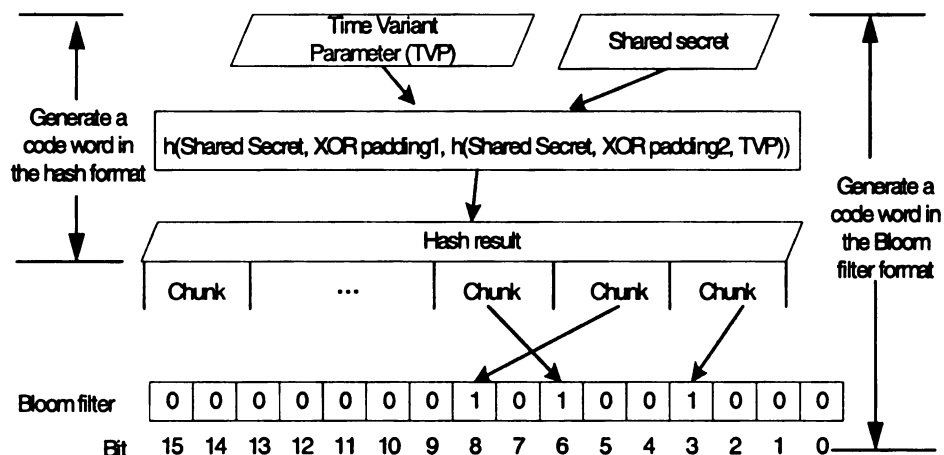 Time Variant
Parameter (TVP)
Shared secret
Generate a
code word in
the hash format
h(Shared Secret, XOR padding1, h(Shared Secret, XOR padding2, TVP))
Generate a
code word in
the Bloom
filter format
Hash result
Chunk ... Chunk Chunk Chunk
Bloom filter 0 0 0 0 0 0 0 1 0 1 0 0 1 0 0 0
Bit 15 14 13 12 11 10 9 8 7 6 5 4 3 2 1 0